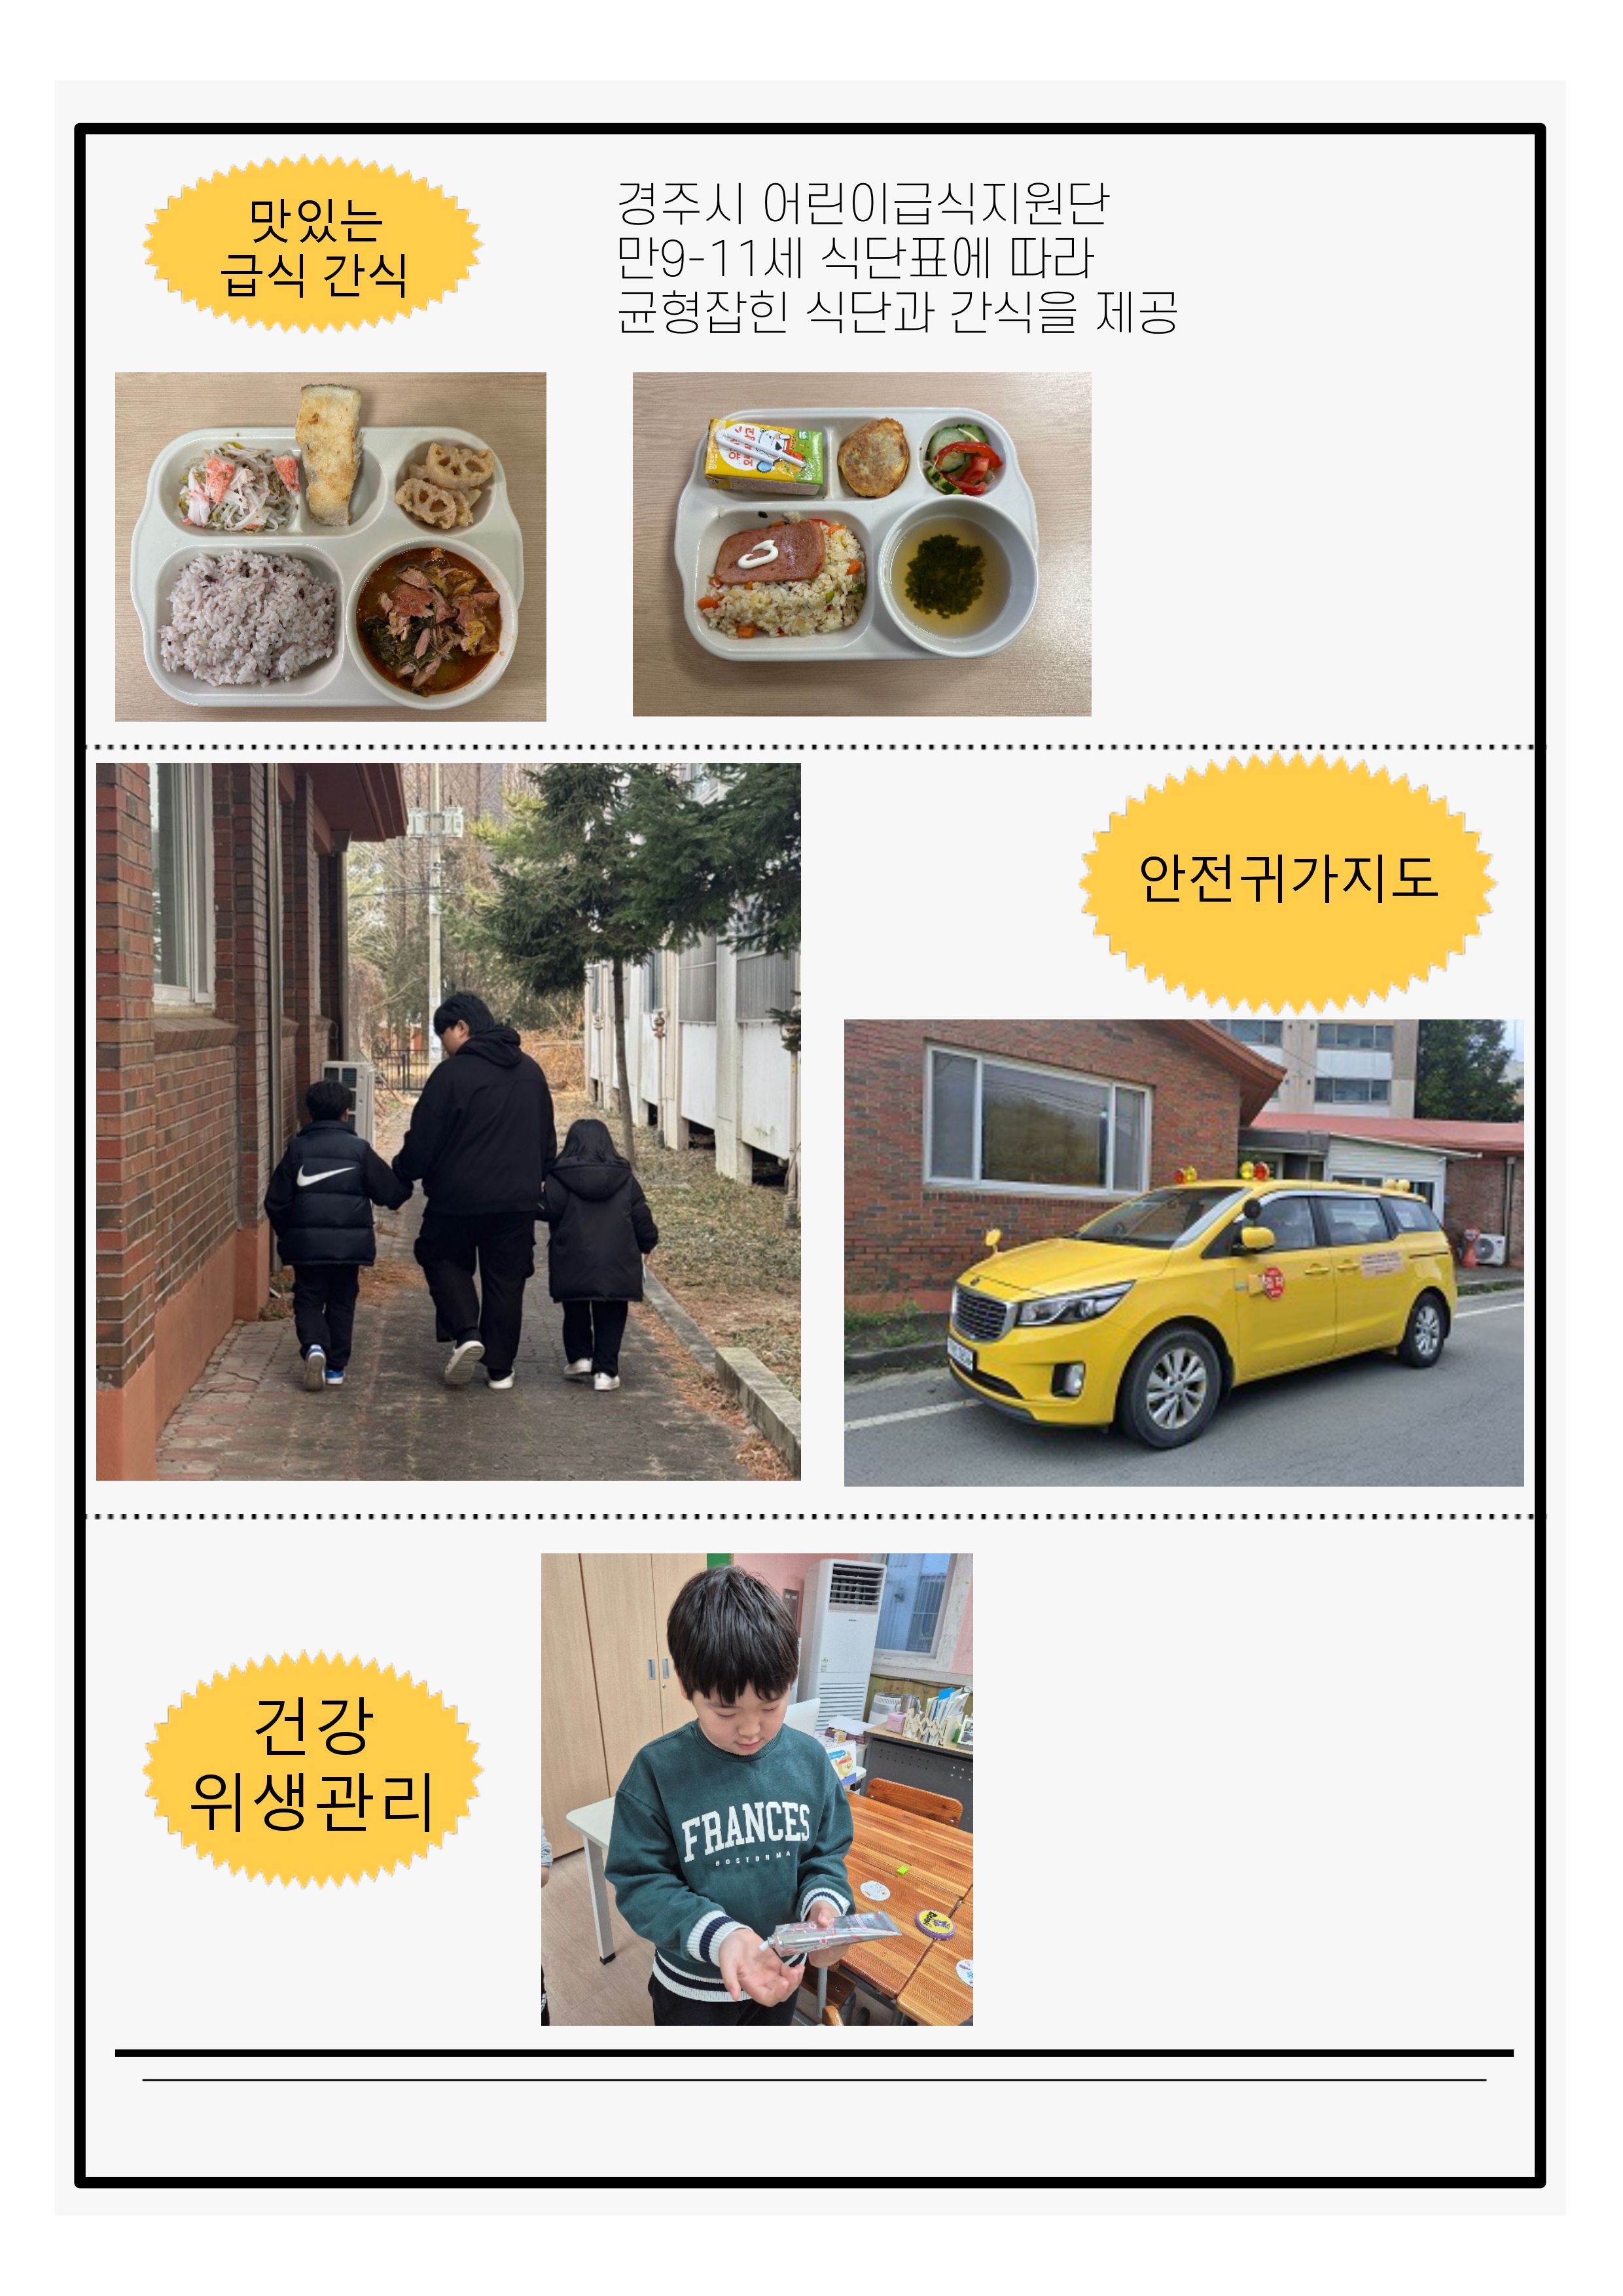 맛있는
급식 간식
경주시 어린이급식지원단
만9-11세 식단표에 따라
균형잡힌 식단과 간식을 제공
안전귀가지도
건강
위생관리
FRANCES
BOSTON MA